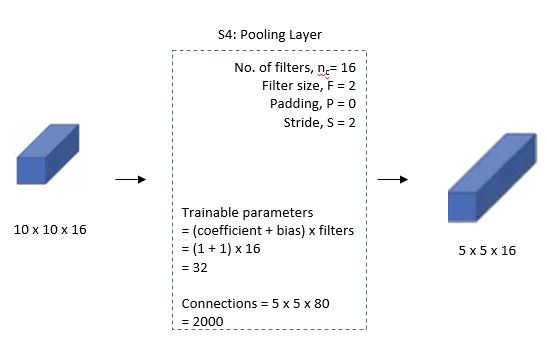 S4: Pooling Layer
No. of filters, nc= 16
Filter size, F = 2
Padding, P = 0
Stride, S = 2
10 x 10 x 16
Trainable parameters
= (coefficient + bias) x filters
= (1 + 1) x 16
= 32
Connections = 5 x 5 x 80
= 2000
5 x 5 x 16